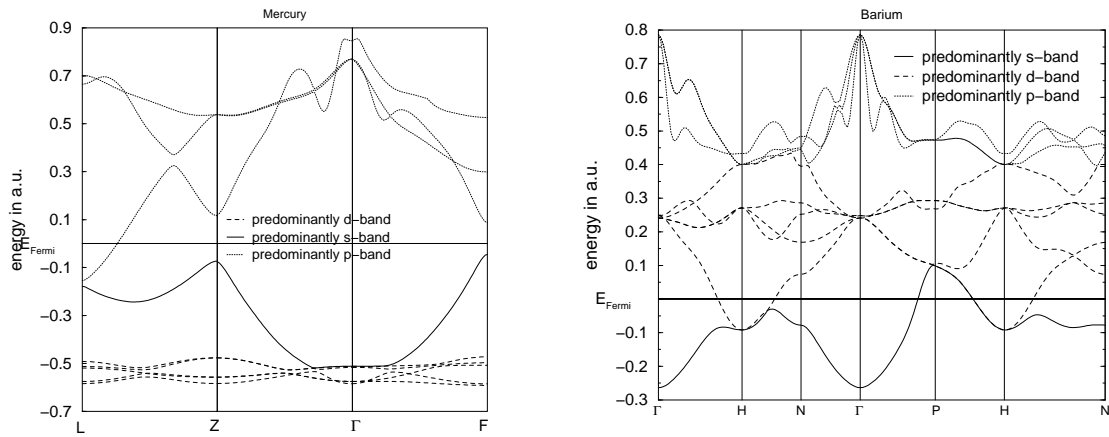 Mercury
energy in a.u.
0.9
0.7
0.5
0.3
0.1
E_Fermi
−0.1
−0.3
−0.5
−0.7
predominantly d−band
predominantly s−band
predominantly p−band
L Z Γ F
Barium
energy in a.u.
0.8
0.7
0.6
0.5
0.4
0.3
0.2
0.1
E_Fermi
−0.1
−0.2
−0.3
predominantly s−band
predominantly d−band
predominantly p−band
Γ H N Γ P H N